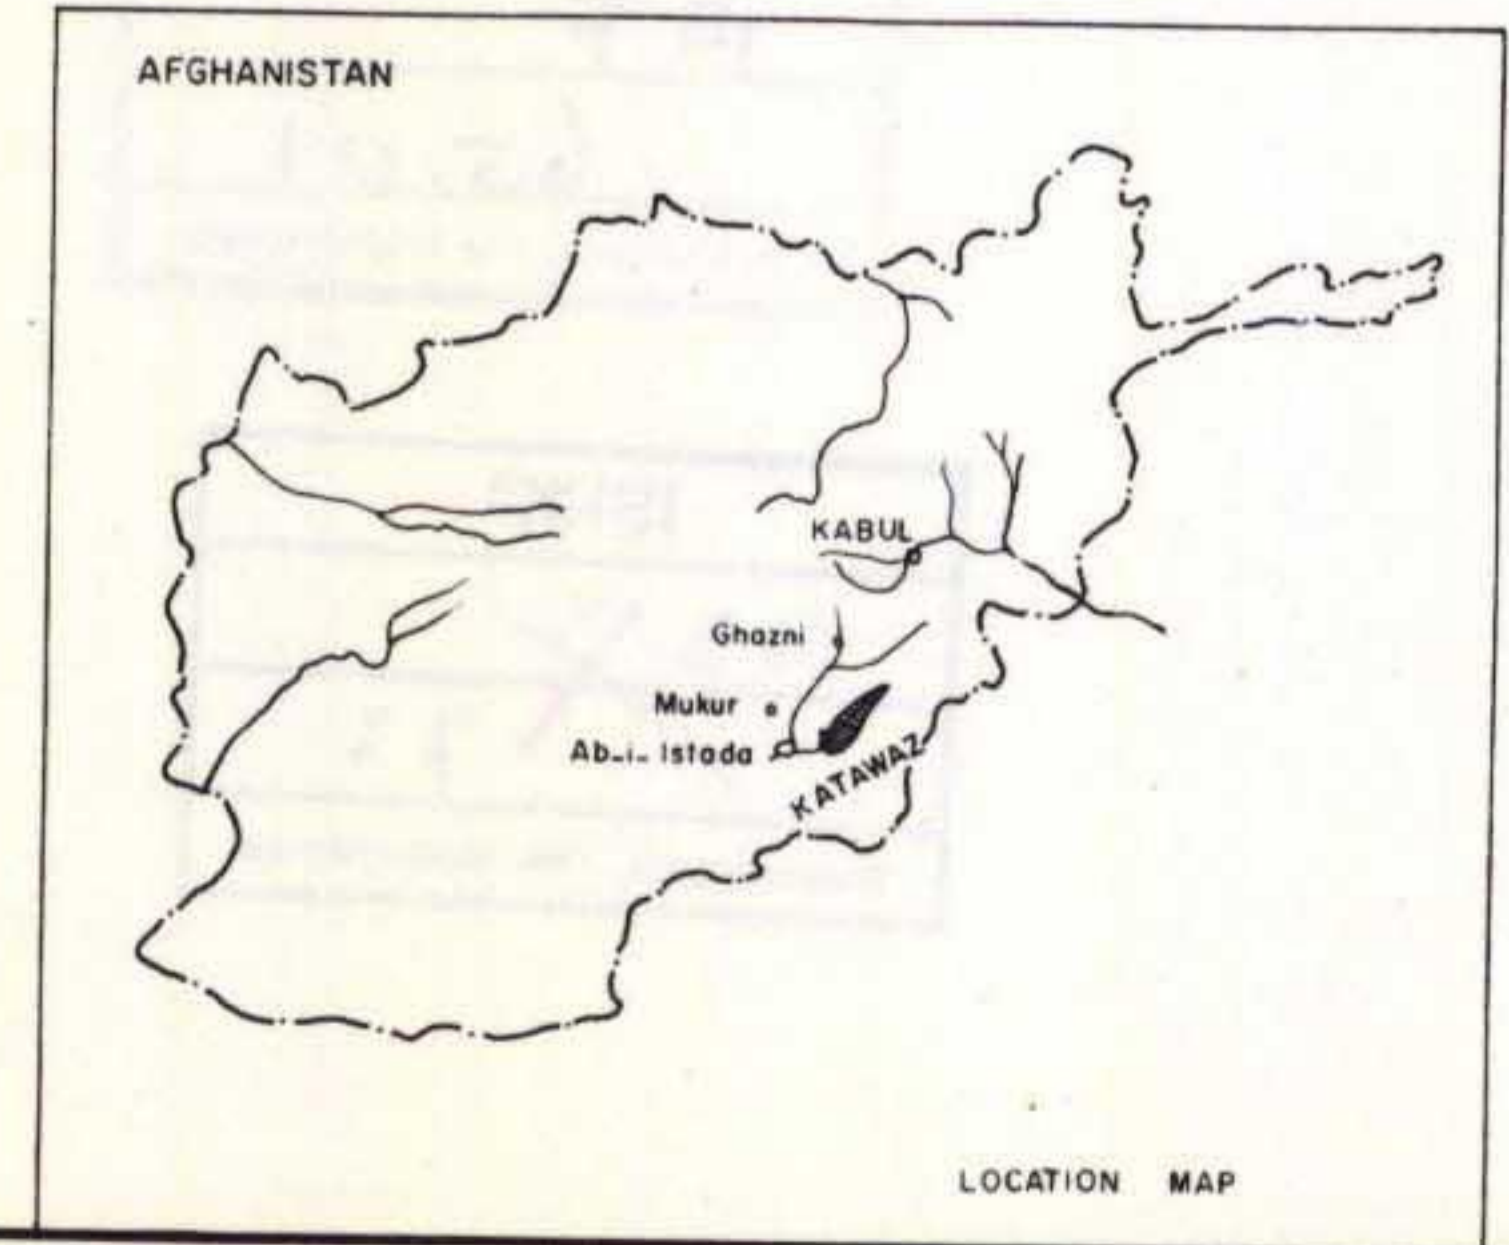 AFGHANISTAN
KABUL
Ghazni
Mukur
Ab-i- Istada
KATAWAZ
LOCATION MAP